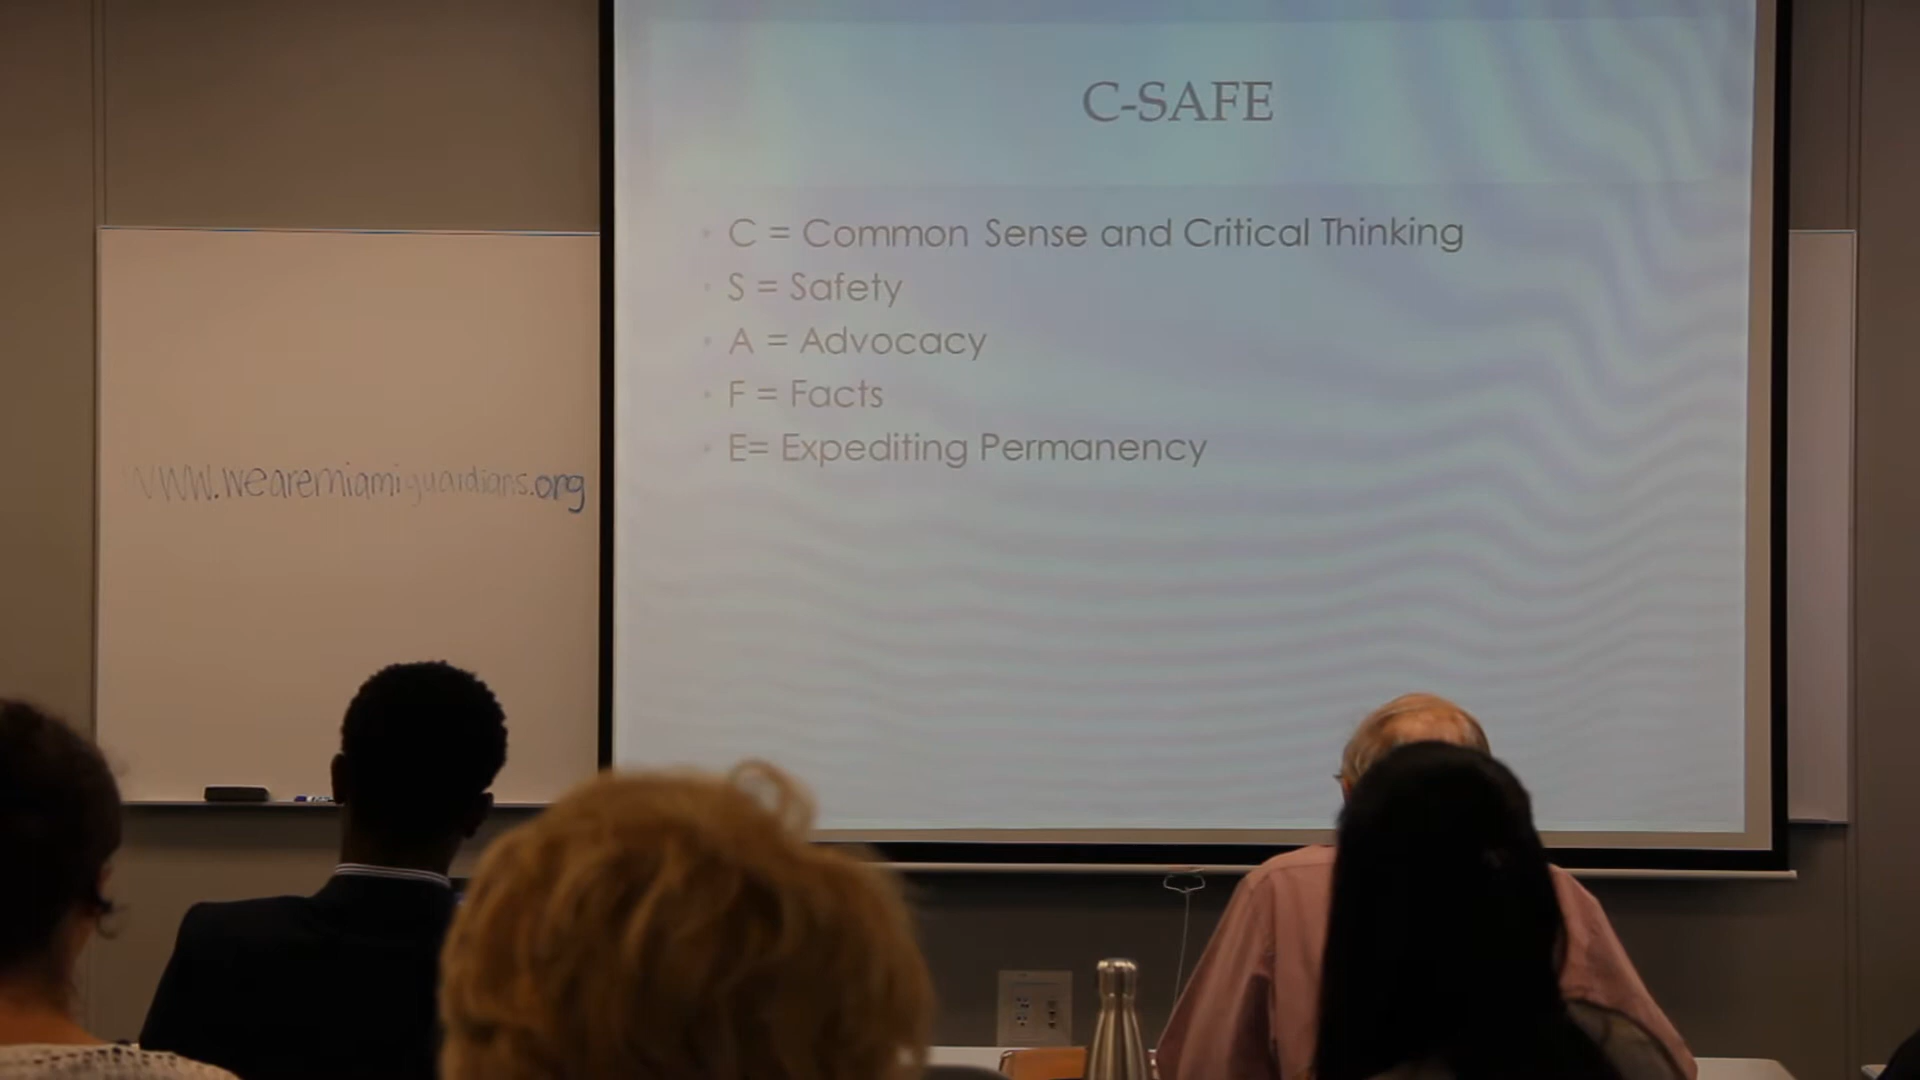 C-SAFE
• C = Common Sense and Critical Thinking
• S = Safety
• A = Advocacy
• F = Facts
• E= Expediting Permanency
www.wearemiamiguardians.org